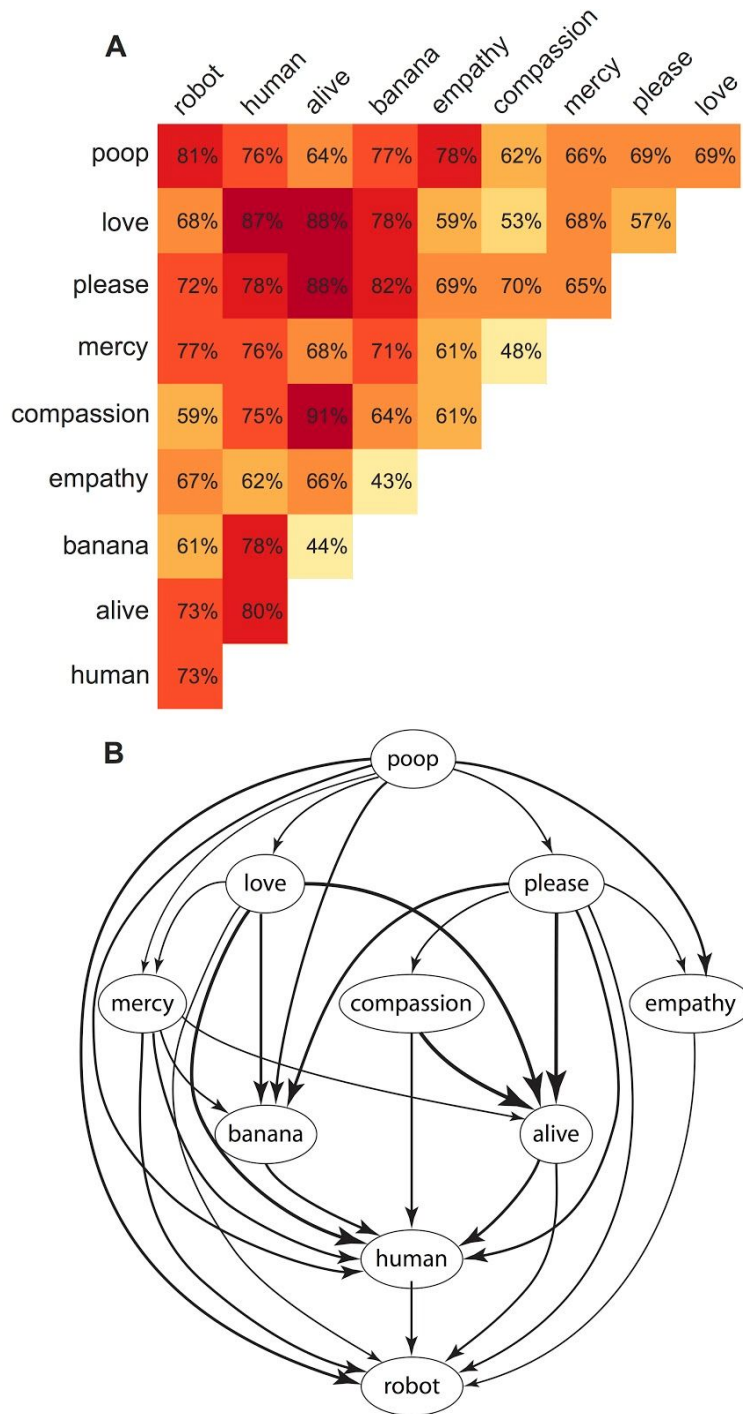 A
robot human alive banana empathy compassion mercy please love
poop 81% 76% 64% 77% 78% 62% 66% 69% 69%
love 68% 87% 88% 78% 59% 53% 68% 57%
please 72% 78% 88% 82% 69% 70% 65%
mercy 77% 76% 68% 71% 61% 48%
compassion 59% 75% 91% 64% 61%
empathy 67% 62% 66% 43%
banana 61% 78% 44%
alive 73% 80%
human 73%
B
poop
love please
mercy compassion empathy
banana alive
human
robot